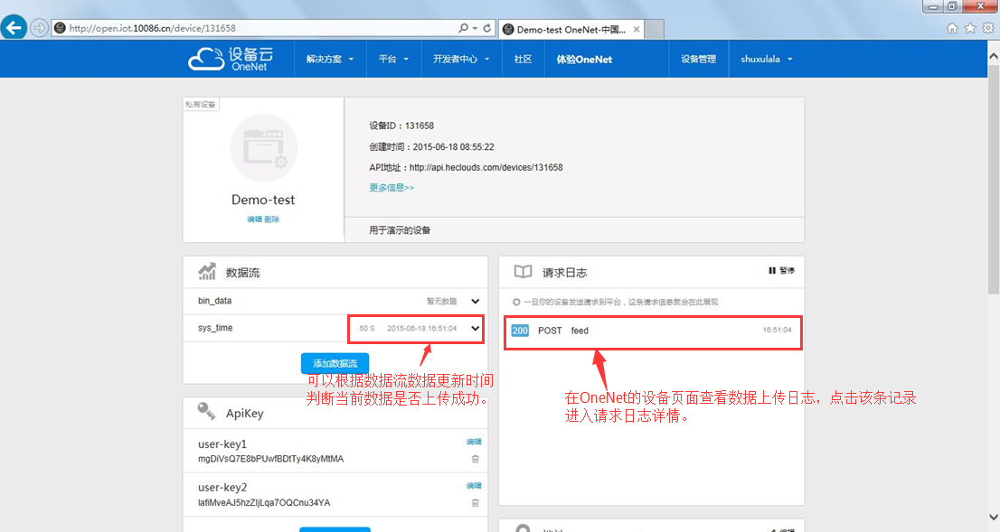 http://open.iot.10086.cn/device/131658
Demo-test OneNet-中国...
设备云
OneNet
解决方案
平台
开发者中心
社区
体验OneNet
设备管理
shuxulala
私有设备
Demo-test
编辑 删除
设备ID：131658
创建时间：2015-06-18 08:55:22
API地址：http://api.heclouds.com/devices/131658
更多信息>>
用于演示的设备
数据流
bin_data 暂无数据
sys_time 50 S 2015-06-18 16:51:04
添加数据流
可以根据数据流数据更新时间
判断当前数据是否上传成功。
请求日志 暂停
一旦你的设备发送请求到平台，这条请求信息就会在此展现
200 POST feed 16:51:04
在OneNet的设备页面查看数据上传日志，点击该条记录
进入请求日志详情。
ApiKey
user-key1 编辑
mgDiVsQ7E8bPUwfBDtTy4K8yMtMA
user-key2 编辑
lafiMveAJ5hzZIjLqa7OQCnu34YA